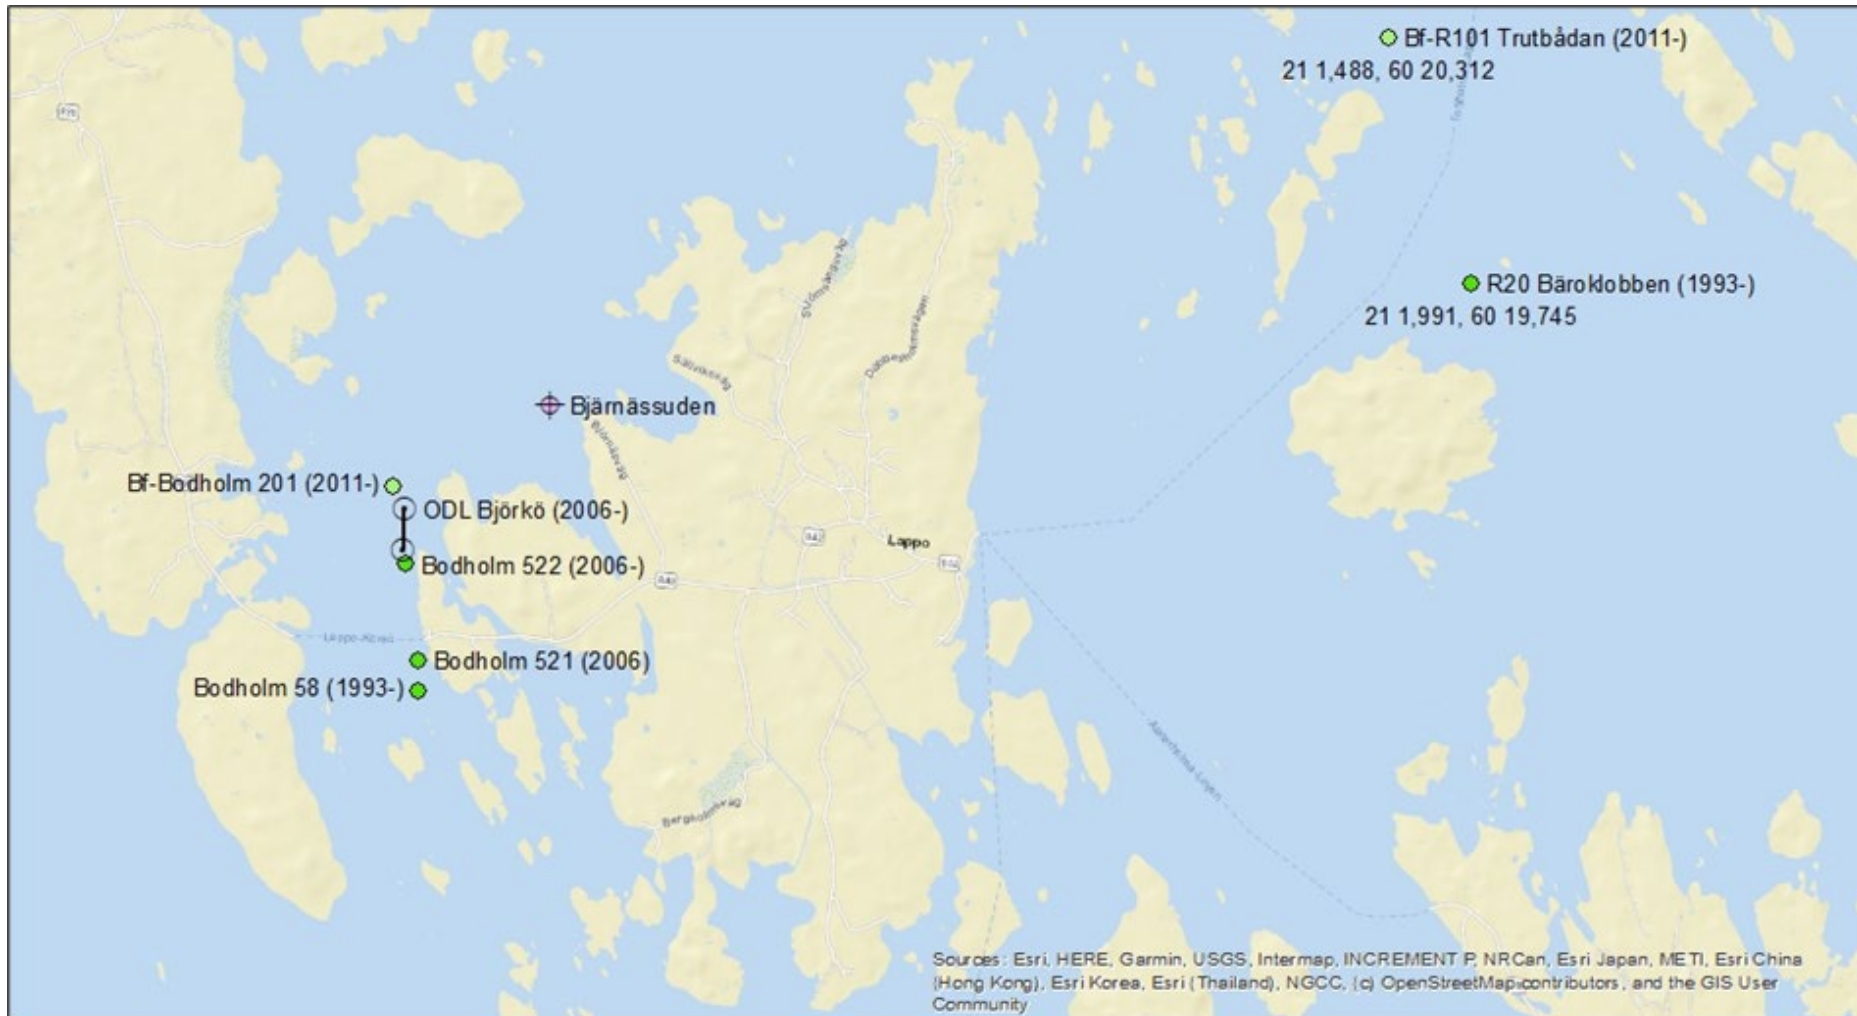 Bf-R101 Trutbådan (2011-)
21 1,488, 60 20,312
R20 Bäroklobben (1993-)
21 1,991, 60 19,745
Bjärnässuden
Bf-Bodholm 201 (2011-)
ODL Björkö (2006-)
Lappo
Bodholm 522 (2006-)
Bodholm 521 (2006)
Bodholm 58 (1993-)
Sources: Esri, HERE, Garmin, USGS, Intermap, INCREMENT P, NRCan, Esri Japan, METI, Esri China
(Hong Kong), Esri Korea, Esri (Thailand), NGCC, (c) OpenStreetMap contributors, and the GIS User
Community